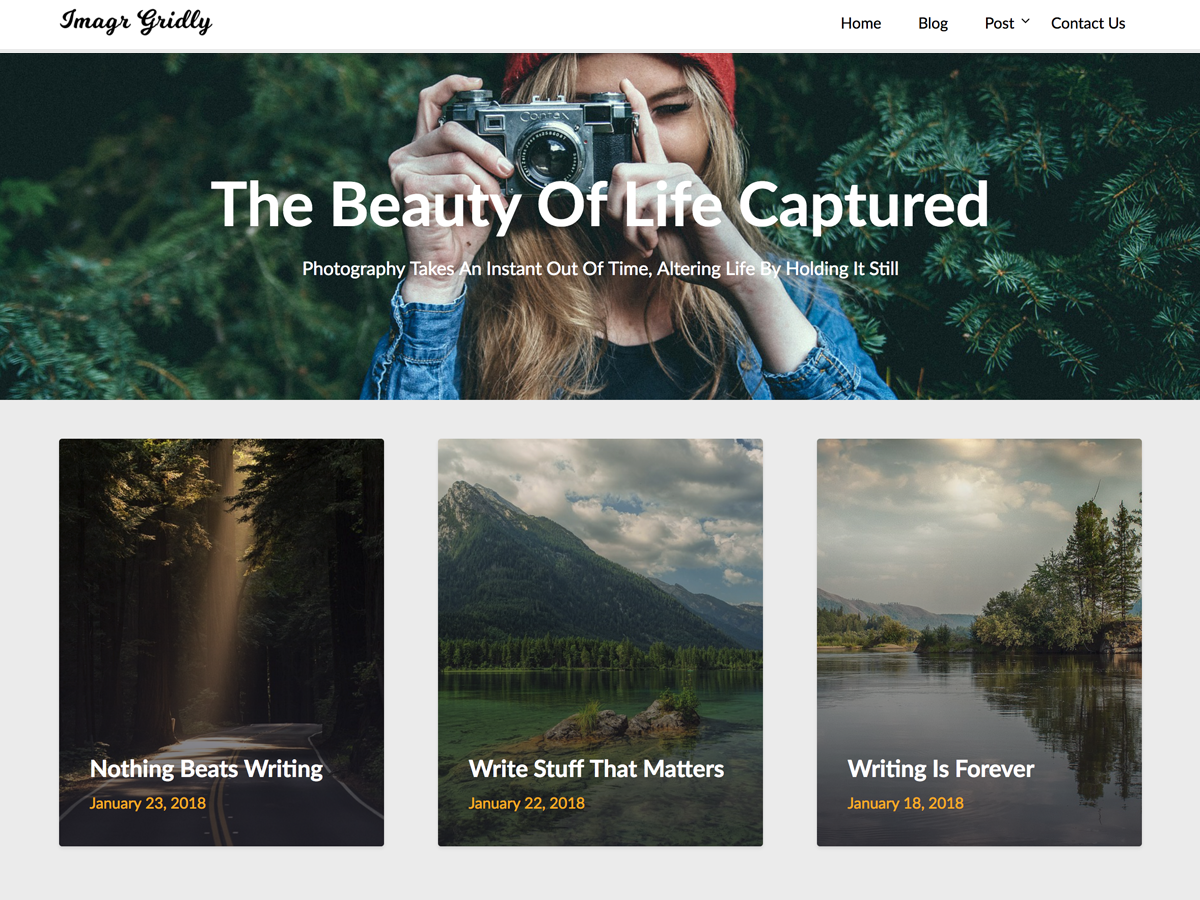 Imagr Gridly
Home Blog Post Contact Us
Contax
The Beauty Of Life Captured
Photography Takes An Instant Out Of Time, Altering Life By Holding It Still
Nothing Beats Writing
January 23, 2018
Write Stuff That Matters
January 22, 2018
Writing Is Forever
January 18, 2018